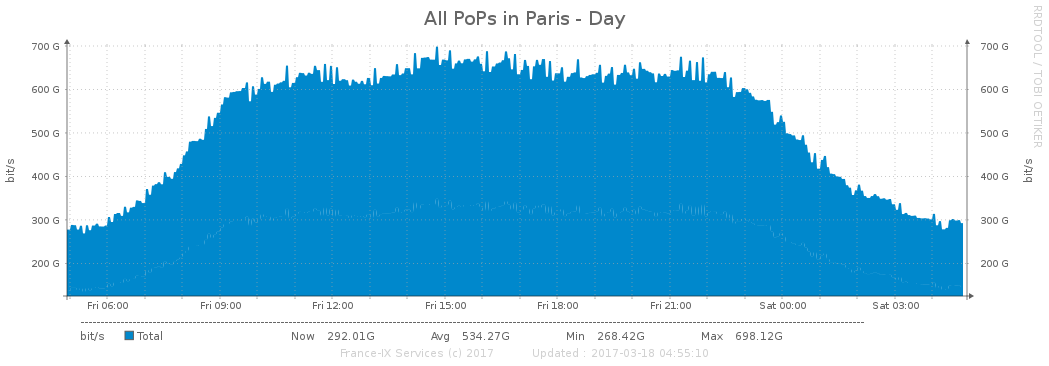 All PoPs in Paris - Day
RRDTOOL / TOBI OETIKER
700 G 700 G
600 G 600 G
500 G 500 G
400 G 400 G
300 G 300 G
200 G 200 G
bit/s bit/s
Fri 06:00 Fri 09:00 Fri 12:00 Fri 15:00 Fri 18:00 Fri 21:00 Sat 00:00 Sat 03:00
bit/s Total Now 292.01G Avg 534.27G Min 268.42G Max 698.12G
France-IX Services (c) 2017 Updated : 2017-03-18 04:55:10